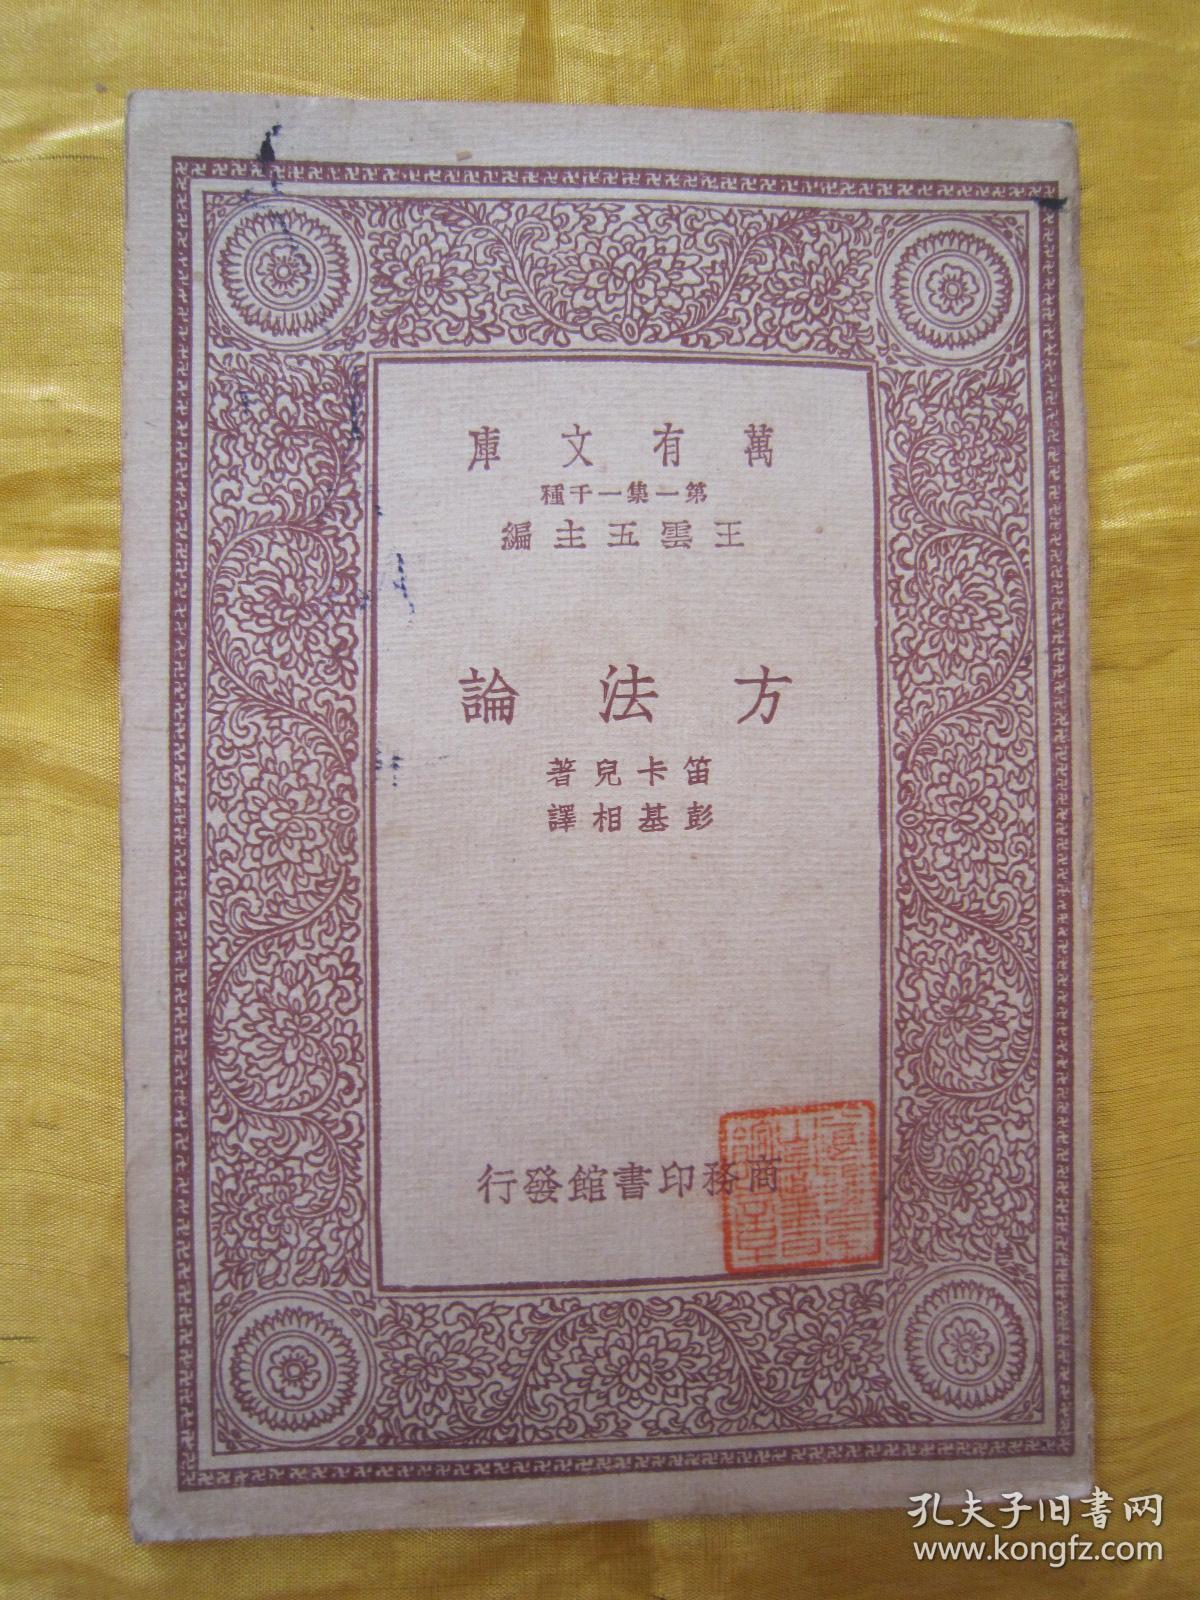 萬有文庫
第一集一千種
王雲五主編
方法論
笛卡兒著
彭基相譯
商務印書館發行
孔夫子旧书网
www.kongfz.com